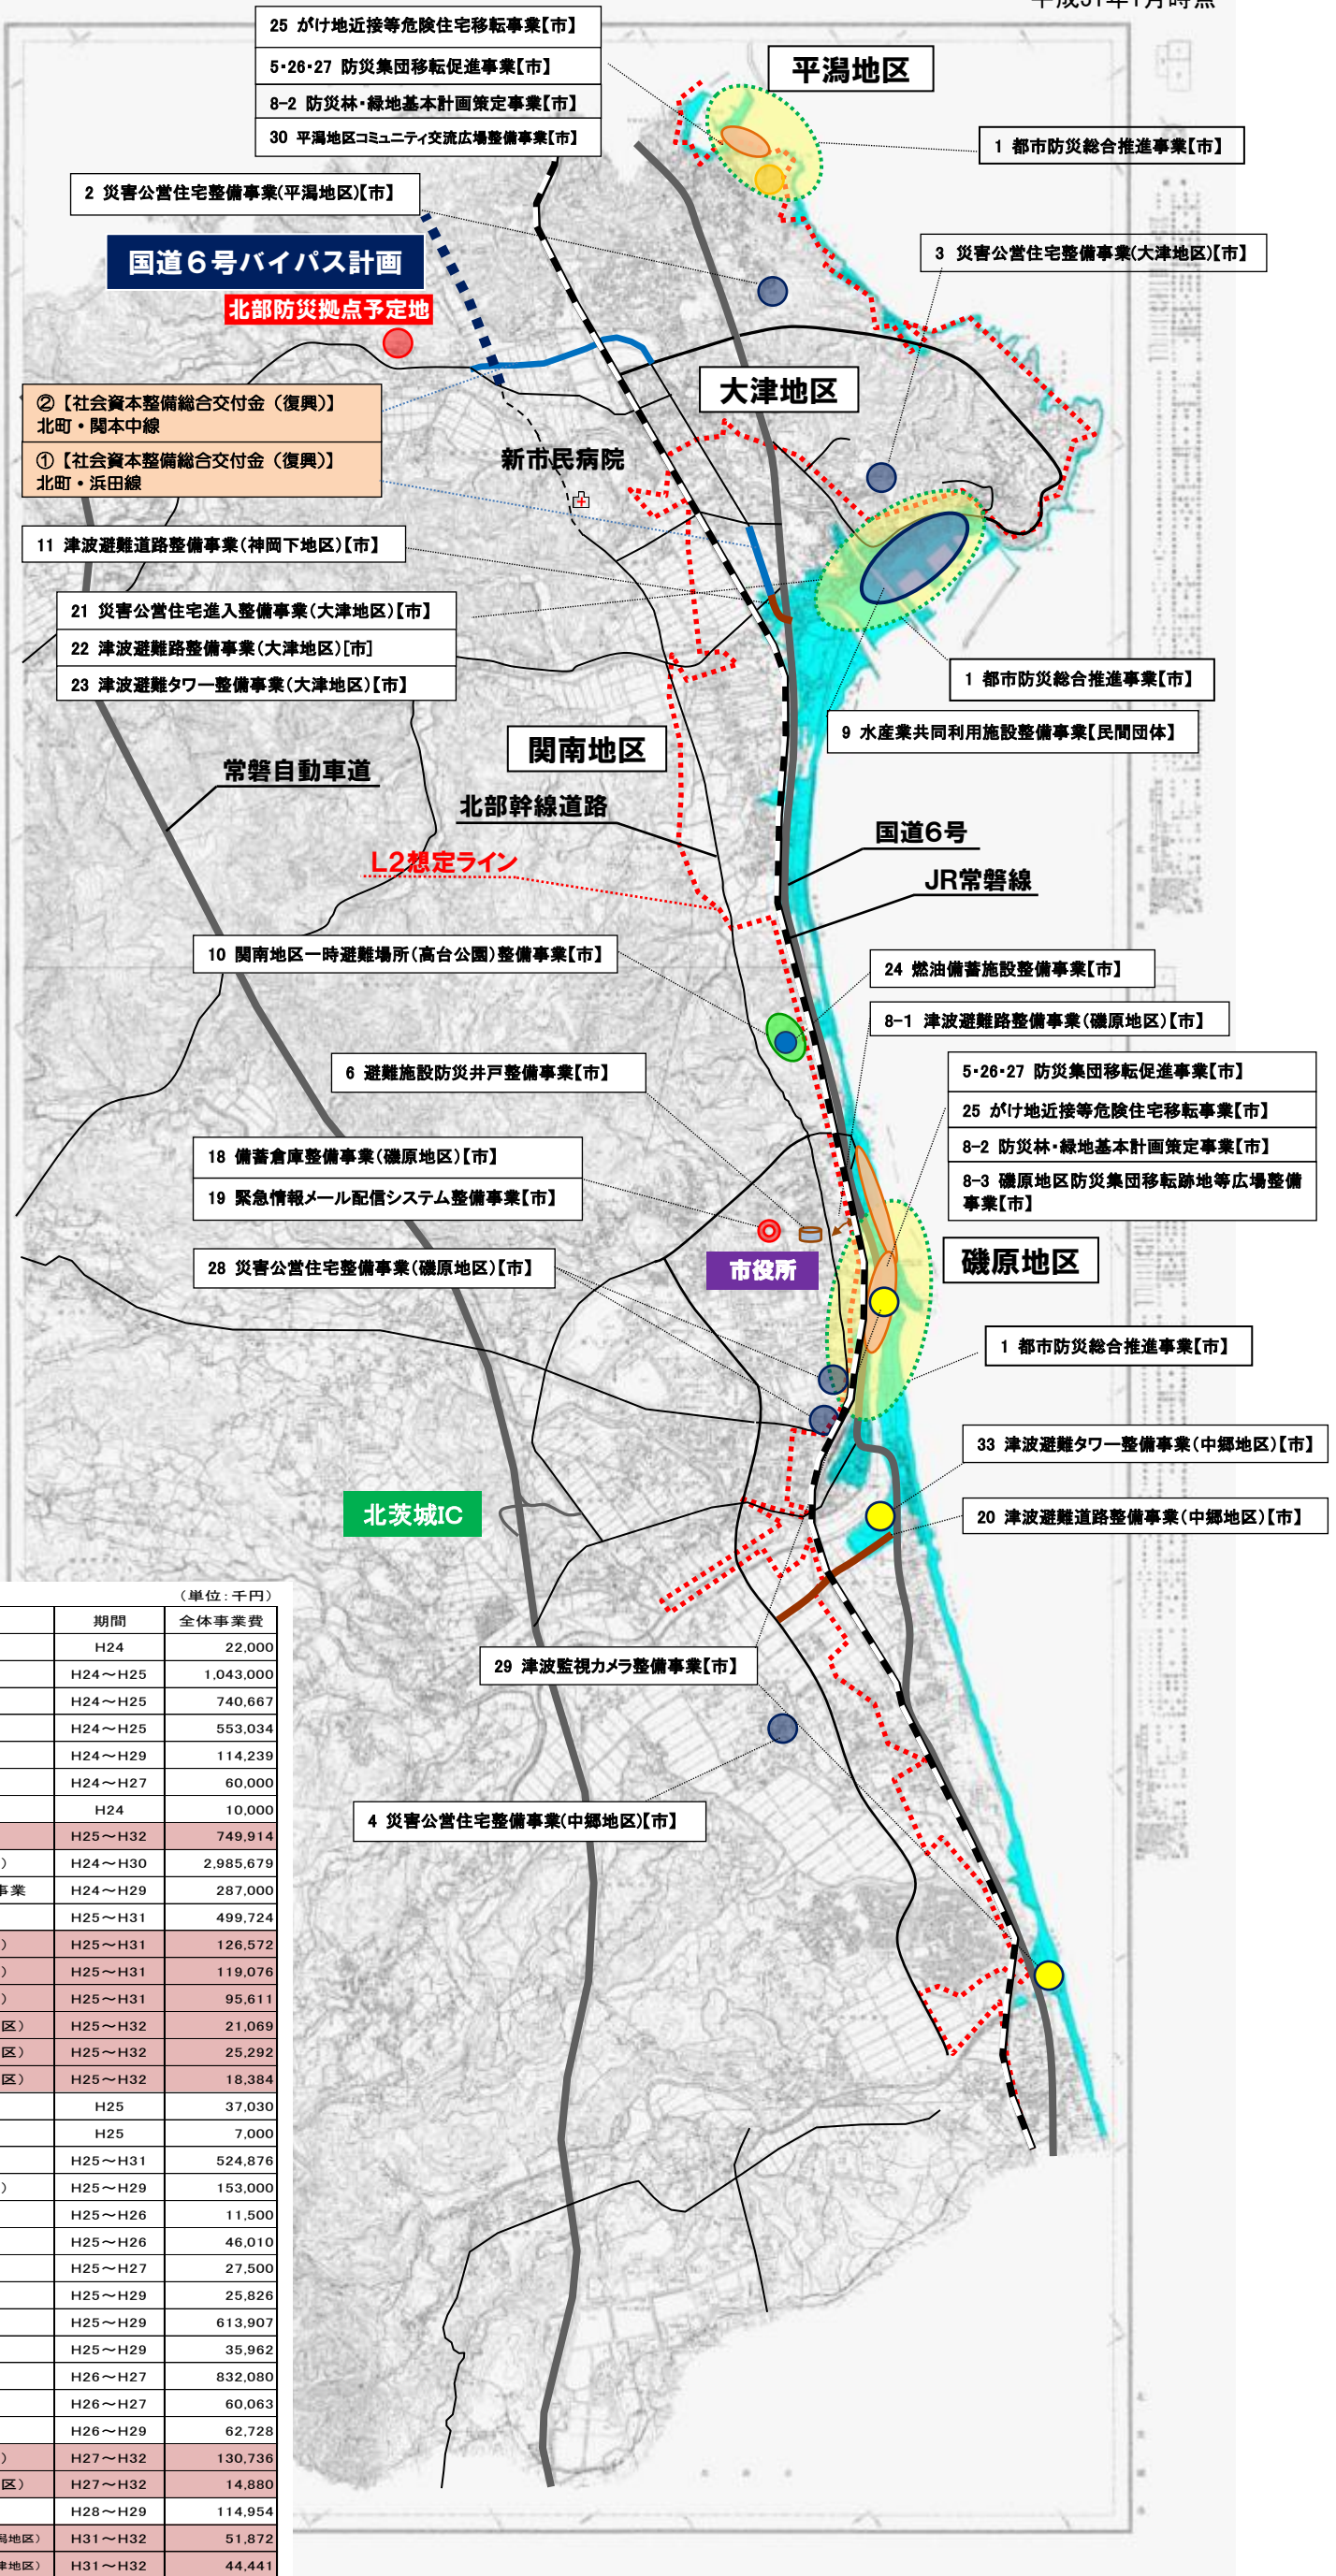 25 がけ地近接等危険住宅移転事業【市】
5・26・27 防災集団移転促進事業【市】
8-2 防災林・緑地基本計画策定事業【市】
30 平潟地区コミュニティ交流広場整備事業【市】
平潟地区
1 都市防災総合推進事業【市】
2 災害公営住宅整備事業(平潟地区)【市】
国道6号バイパス計画
北部防災拠点予定地
3 災害公営住宅整備事業(大津地区)【市】
大津地区
②【社会資本整備総合交付金(復興)】
北町・関本中線
①【社会資本整備総合交付金(復興)】
北町・浜田線
新市民病院
11 津波避難道路整備事業(神岡下地区)【市】
21 災害公営住宅進入整備事業(大津地区)【市】
22 津波避難路整備事業(大津地区)[市]
23 津波避難タワー整備事業(大津地区)【市】
1 都市防災総合推進事業【市】
9 水産業共同利用施設整備事業【民間団体】
関南地区
常磐自動車道
北部幹線道路
国道6号
L2想定ライン
JR常磐線
10 関南地区一時避難場所(高台公園)整備事業【市】
24 燃油備蓄施設整備事業【市】
8-1 津波避難路整備事業(磯原地区)【市】
6 避難施設防災井戸整備事業【市】
5・26・27 防災集団移転促進事業【市】
25 がけ地近接等危険住宅移転事業【市】
8-2 防災林・緑地基本計画策定事業【市】
8-3 磯原地区防災集団移転跡地等広場整備
事業【市】
18 備蓄倉庫整備事業(磯原地区)【市】
19 緊急情報メール配信システム整備事業【市】
28 災害公営住宅整備事業(磯原地区)【市】
市役所
磯原地区
1 都市防災総合推進事業【市】
33 津波避難タワー整備事業(中郷地区)【市】
北茨城IC
20 津波避難道路整備事業(中郷地区)【市】
29 津波監視カメラ整備事業【市】
4 災害公営住宅整備事業(中郷地区)【市】
(単位:千円)
期間 全体事業費
H24 22,000
H24~H25 1,043,000
H24~H25 740,667
H24~H25 553,034
H24~H29 114,239
H24~H27 60,000
H24 10,000
H25~H32 749,914
) H24~H30 2,985,679
事業 H24~H29 287,000
H25~H31 499,724
) H25~H31 126,572
) H25~H31 119,076
) H25~H31 95,611
区) H25~H32 21,069
区) H25~H32 25,292
区) H25~H32 18,384
H25 37,030
H25 7,000
H25~H31 524,876
) H25~H29 153,000
H25~H26 11,500
H25~H26 46,010
H25~H27 27,500
H25~H29 25,826
H25~H29 613,907
H25~H29 35,962
H26~H27 832,080
H26~H27 60,063
H26~H29 62,728
) H27~H32 130,736
区) H27~H32 14,880
H28~H29 114,954
潟地区) H31~H32 51,872
津地区) H31~H32 44,441